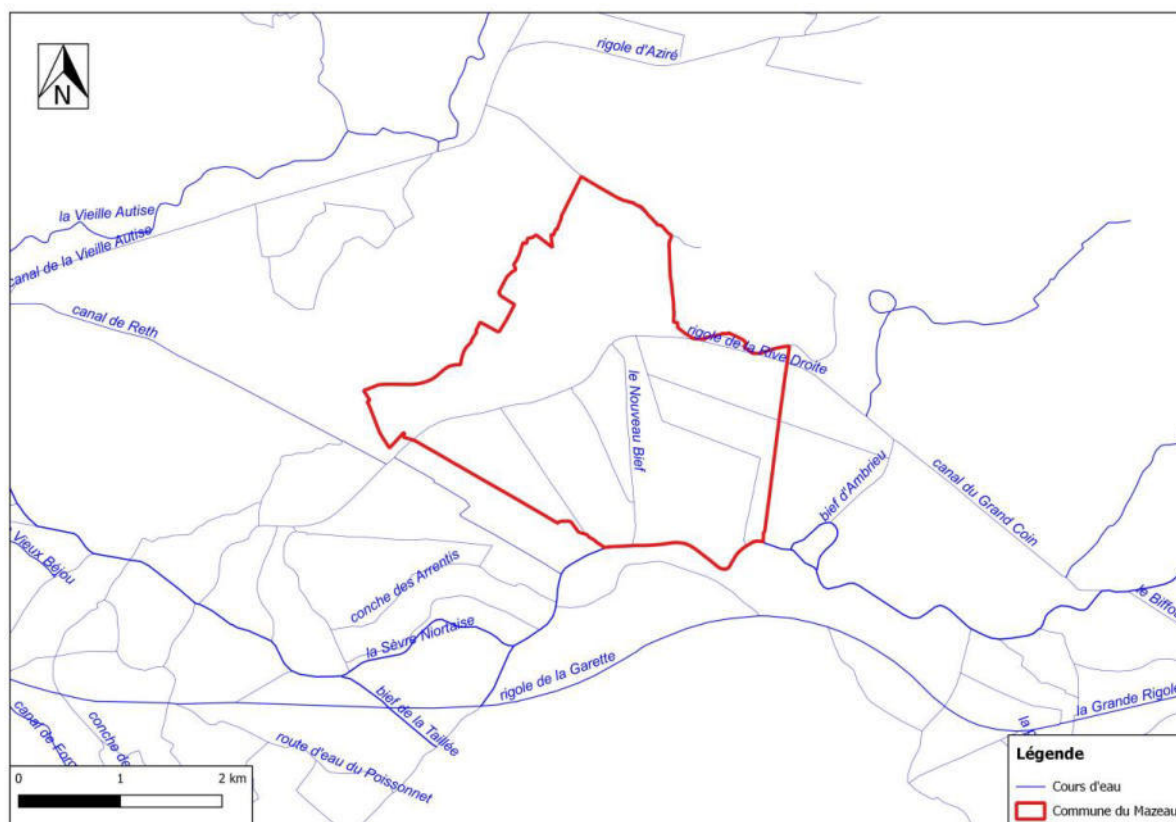 rigole d'Aziré
N
la Vieille Autise
canal de la Vieille Autise
canal de Reth
rigole de la Rive Droite
le Nouveau Bief
bief d'Ambrieu
canal du Grand Coin
Vieux Béjou
conche des Arrentis
la Sèvre Niortaise
rigole de la Garette
bief de la Taillée
la Grande Rigole
conche de
route d'eau du Poissonnet
Légende
Cours d'eau
Commune du Mazeau
0 1 2 km